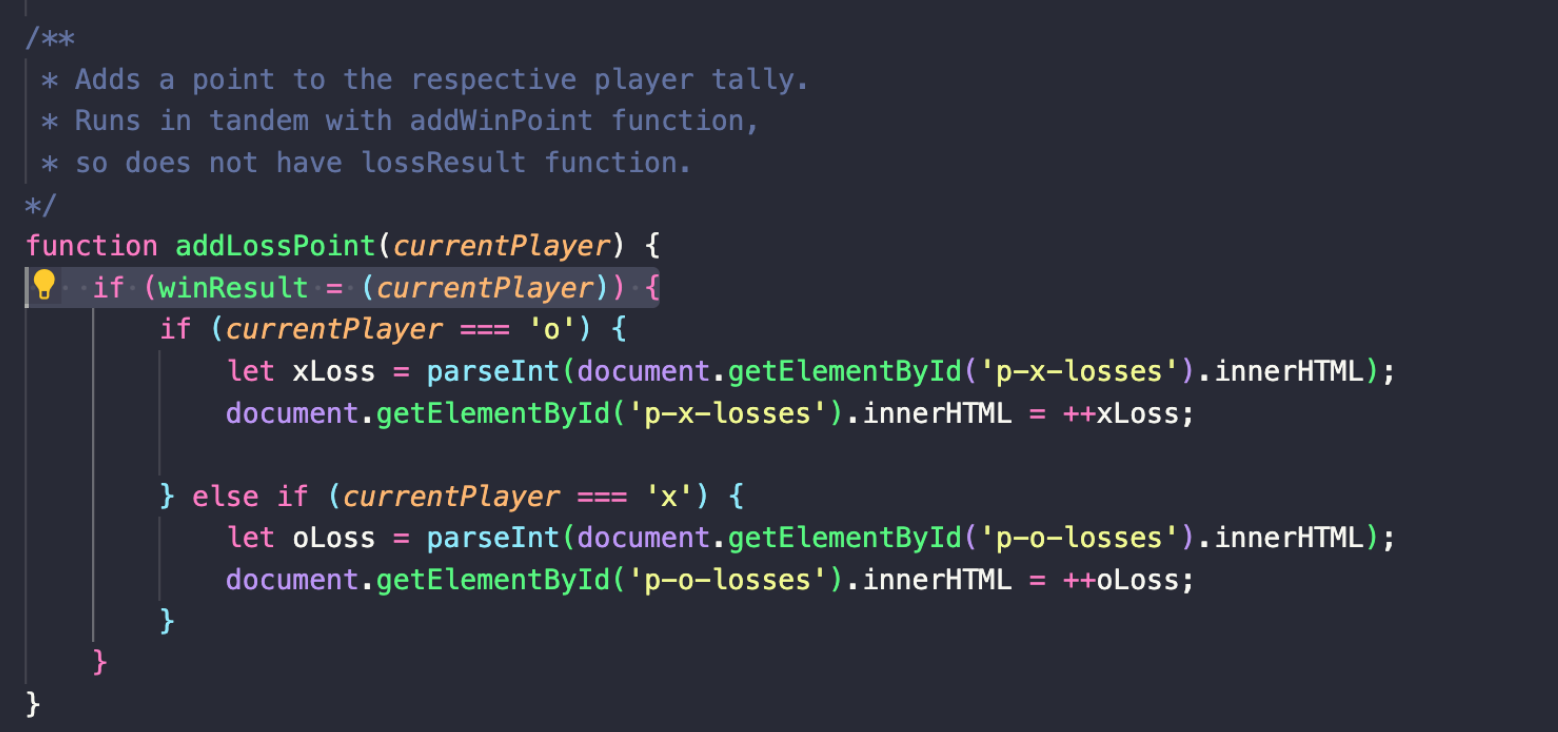 /**
 * Adds a point to the respective player tally.
 * Runs in tandem with addWinPoint function,
 * so does not have lossResult function.
*/
function addLossPoint(currentPlayer) {
    if (winResult = (currentPlayer)) {
        if (currentPlayer === 'o') {
            let xLoss = parseInt(document.getElementById('p-x-losses').innerHTML);
            document.getElementById('p-x-losses').innerHTML = ++xLoss;

        } else if (currentPlayer === 'x') {
            let oLoss = parseInt(document.getElementById('p-o-losses').innerHTML);
            document.getElementById('p-o-losses').innerHTML = ++oLoss;
        }
    }
}